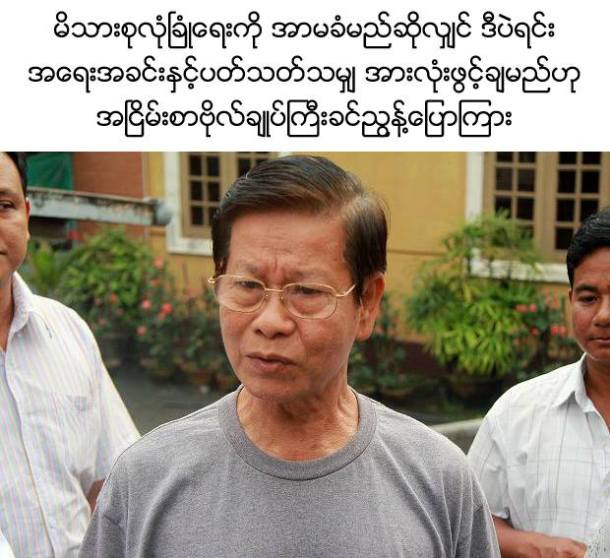 မိသားစုလုံခြုံရေးကို အာမခံမည်ဆိုလျှင် ဒီပဲရင်း
အရေးအခင်းနှင့်ပတ်သတ်သမျှ အားလုံးဖွင့်ချမည်ဟု
အငြိမ်းစာဗိုလ်ချုပ်ကြီးခင်ညွန့်ပြောကြား